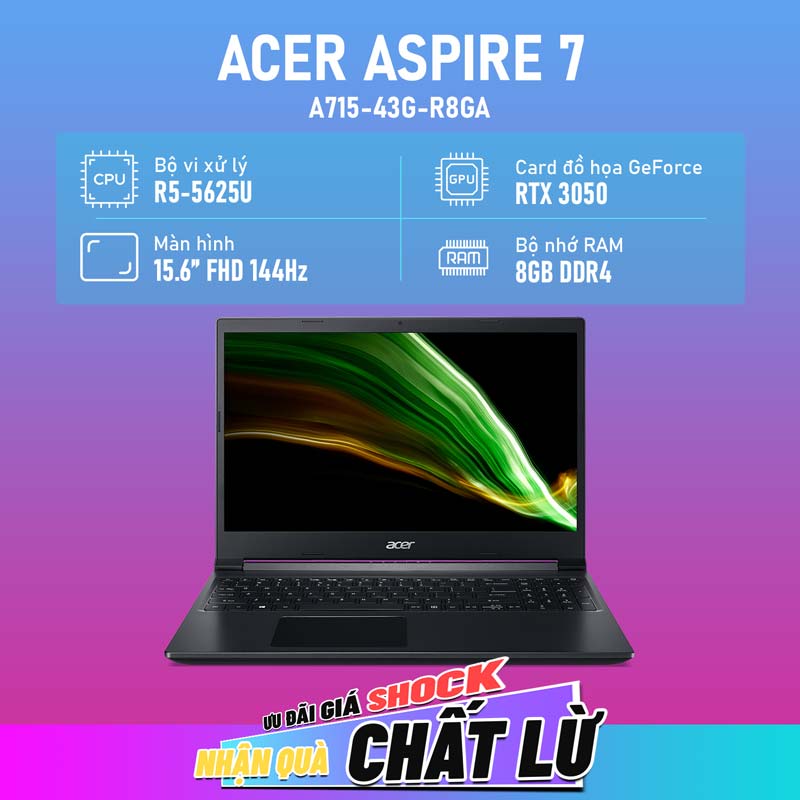 ACER ASPIRE 7
A715-43G-R8GA
CPU
Bộ vi xử lý
R5-5625U
GPU
Card đồ họa GeForce
RTX 3050
Màn hình
15.6” FHD 144Hz
RAM
Bộ nhớ RAM
8GB DDR4
acer
ƯU ĐÃI GIÁ SHOCK
NHẬN QUÀ CHẤT LỪ